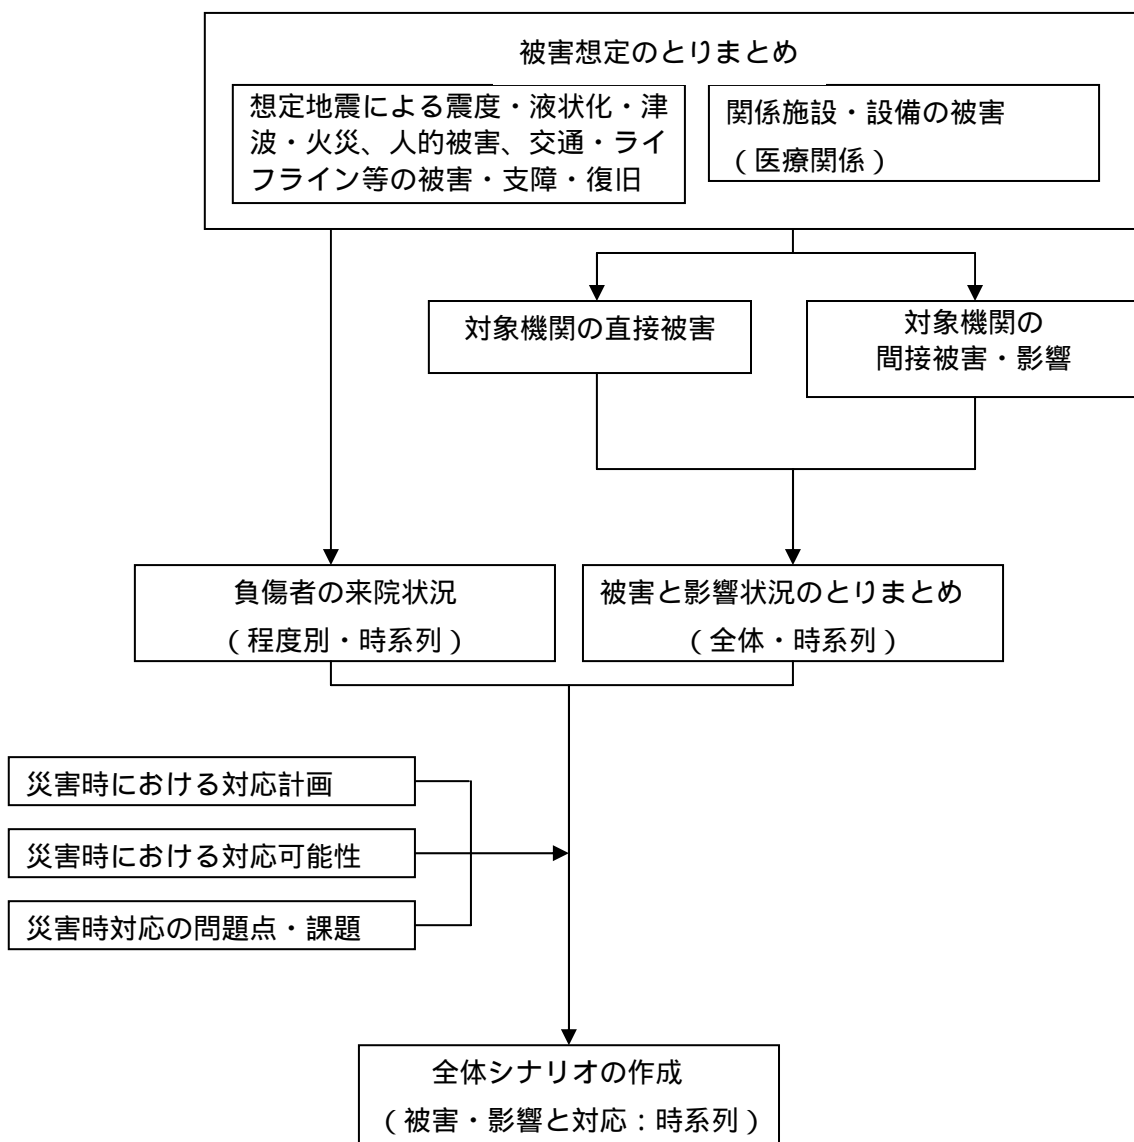 被害想定のとりまとめ
想定地震による震度・液状化・津
波・火災、人的被害、交通・ライ
フライン等の被害・支障・復旧
関係施設・設備の被害
（医療関係）
対象機関の直接被害
対象機関の
間接被害・影響
負傷者の来院状況
（程度別・時系列）
被害と影響状況のとりまとめ
（全体・時系列）
災害時における対応計画
災害時における対応可能性
災害時対応の問題点・課題
全体シナリオの作成
（被害・影響と対応：時系列）